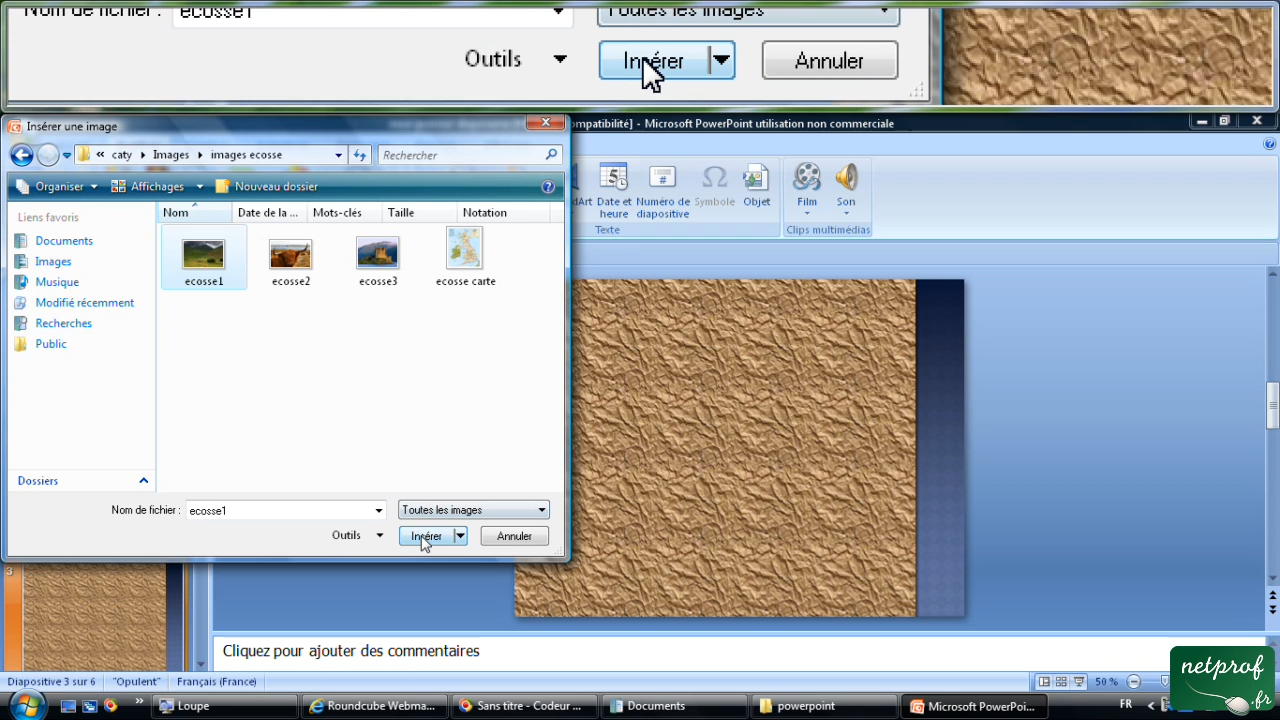 Nom de fichier : ecosse1 Toutes les images
Outils Insérer Annuler
Insérer une image
compatibilité] - Microsoft PowerPoint utilisation non commerciale
« caty Images images ecosse Rechercher
Organiser Affichages Nouveau dossier
Liens favoris
Documents
Images
Musique
Modifié récemment
Recherches
Public
Dossiers
Nom Date de la ... Mots-clés Taille Notation
ecosse1 ecosse2 ecosse3 ecosse carte
Nom de fichier : ecosse1 Toutes les images
Outils Insérer Annuler
Date et heure
Numéro de diapositive
Symbole
Objet
Film
Son
Texte
Clips multimédias
3
Cliquez pour ajouter des commentaires
Diapositive 3 sur 6 "Opulent" Français (France) 50 %
Loupe Roundcube Webma... Sans titre - Codeur ... Documents powerpoint Microsoft PowerPoi... FR
netprof
.fr